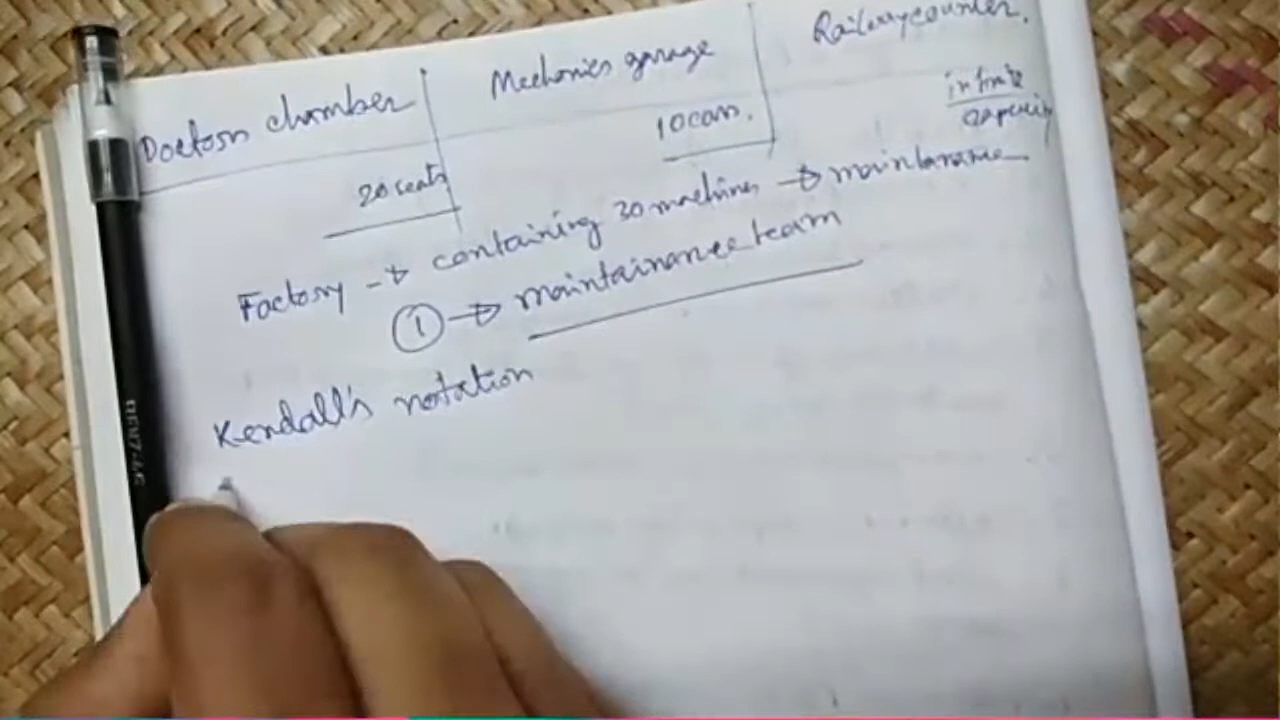 Doctors chamber
Mechanics garage
Railway counter.
20 seats
10 cars.
infinite
capacity
Factory → containing 30 machines → maintanance
① → maintainance team
Kendall's notation